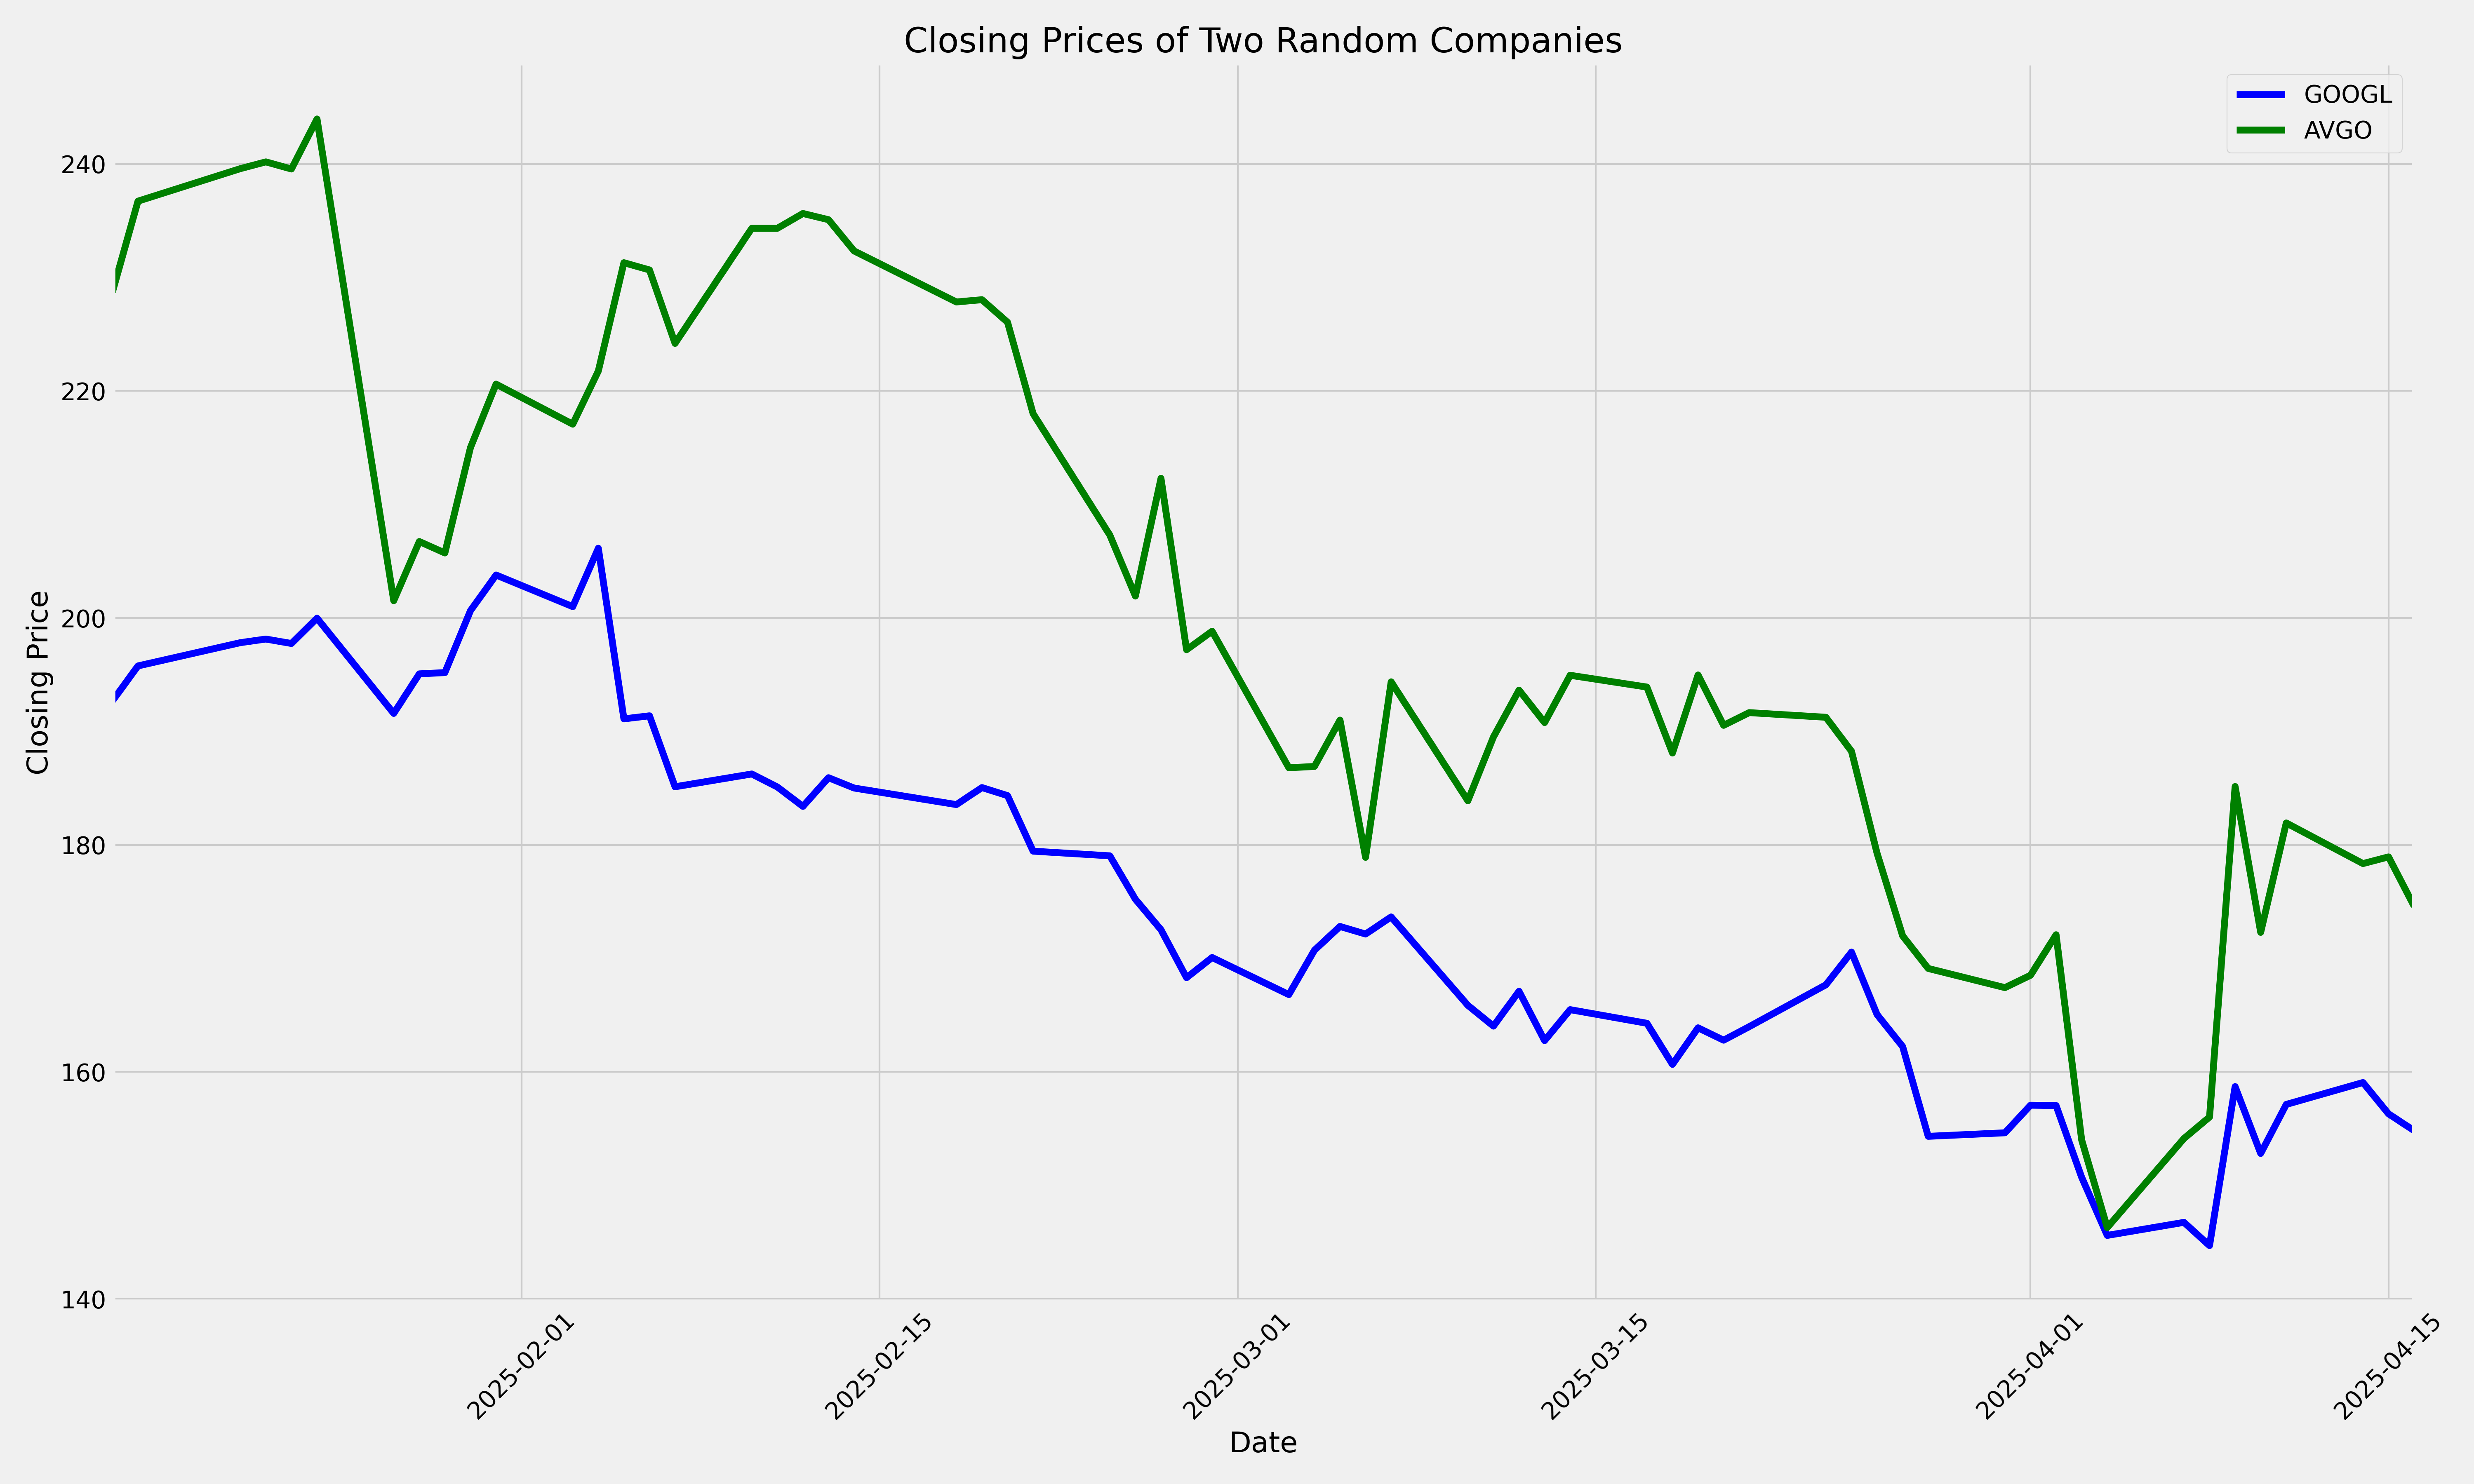 Closing Prices of Two Random Companies
GOOGL
AVGO
Closing Price
240
220
200
180
160
140
2025-02-01
2025-02-15
2025-03-01
2025-03-15
2025-04-01
2025-04-15
Date